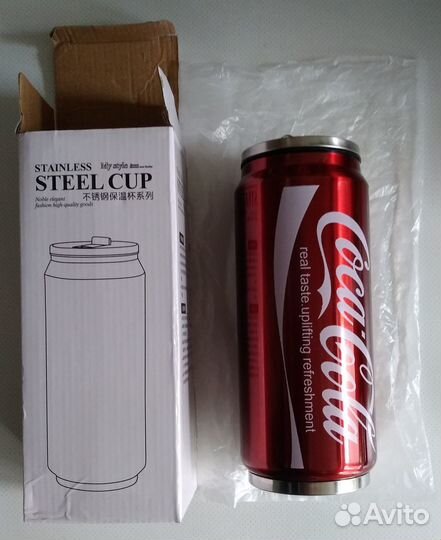 STAINLESS
STEEL CUP
Noble elegant
fashion high-quality goods
不锈钢保温杯系列
Coca-Cola
real taste.uplifting refreshment
Avito